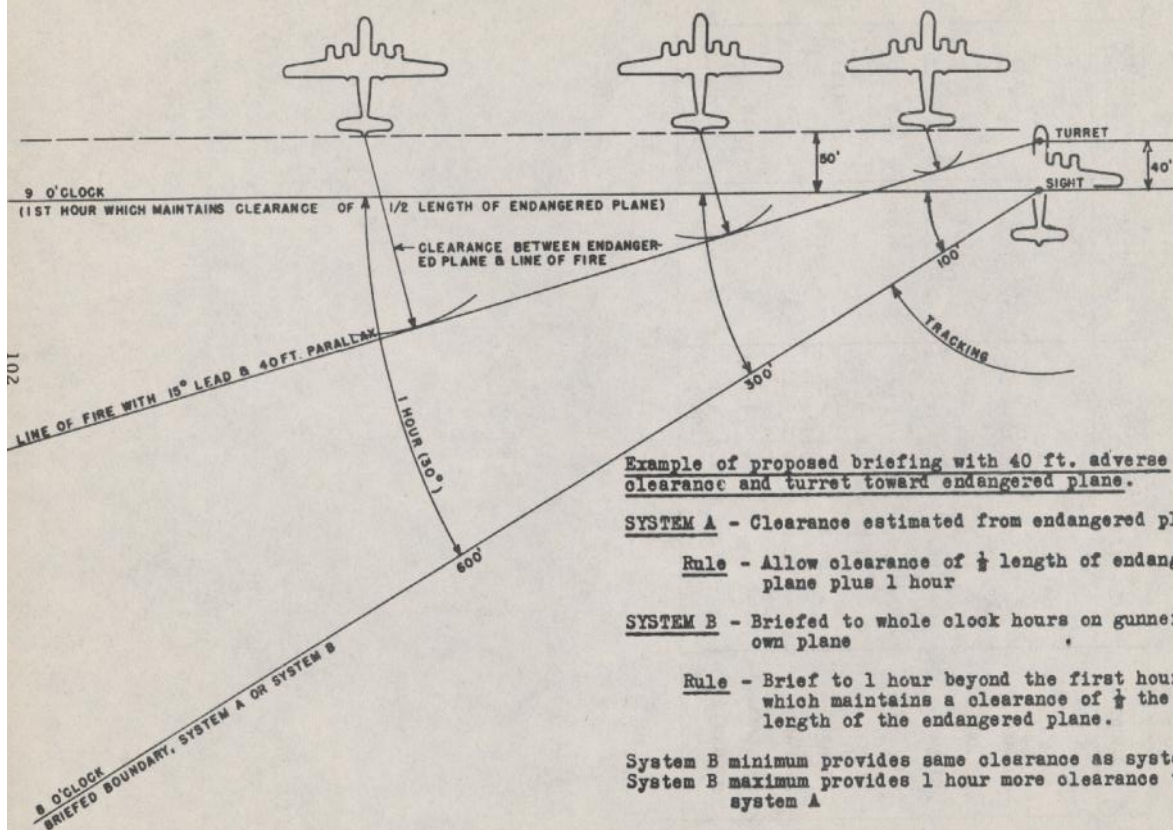 TURRET
50'
40'
9 O'CLOCK
SIGHT
(1ST HOUR WHICH MAINTAINS CLEARANCE OF 1/2 LENGTH OF ENDANGERED PLANE)
CLEARANCE BETWEEN ENDANGER-
ED PLANE & LINE OF FIRE
100'
TRACKING
300'
LINE OF FIRE WITH 15° LEAD & 40 FT. PARALLAX
102
1 HOUR (30°)
600'
8 O'CLOCK
BRIEFED BOUNDARY, SYSTEM A OR SYSTEM B
Example of proposed briefing with 40 ft. adverse
clearance and turret toward endangered plane.
SYSTEM A - Clearance estimated from endangered pl
Rule - Allow clearance of ½ length of endang
plane plus 1 hour
SYSTEM B - Briefed to whole clock hours on gunne
own plane
Rule - Brief to 1 hour beyond the first hou
which maintains a clearance of ½ the
length of the endangered plane.
System B minimum provides same clearance as syste
System B maximum provides 1 hour more clearance
system A